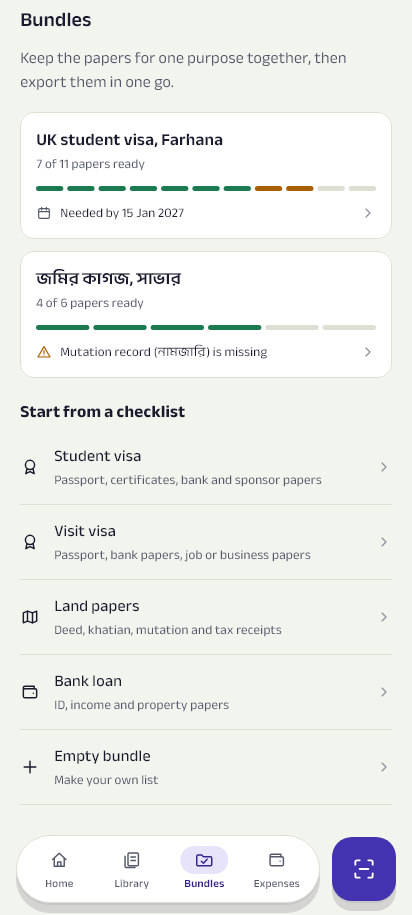 Bundles
Keep the papers for one purpose together, then
export them in one go.
UK student visa, Farhana
7 of 11 papers ready
Needed by 15 Jan 2027
জমির কাগজ, সাভার
4 of 6 papers ready
Mutation record (নামজারি) is missing
Start from a checklist
Student visa
Passport, certificates, bank and sponsor papers
Visit visa
Passport, bank papers, job or business papers
Land papers
Deed, khatian, mutation and tax receipts
Bank loan
ID, income and property papers
Empty bundle
Make your own list
Home
Library
Bundles
Expenses